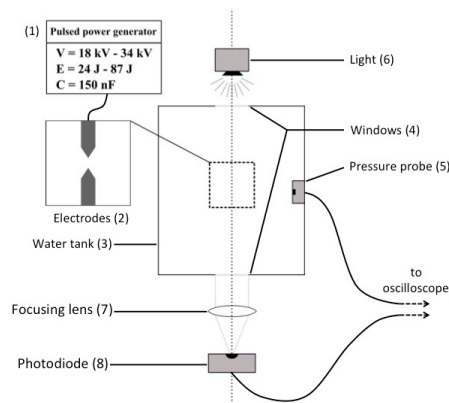 (1)
Pulsed power generator
V = 18 kV - 34 kV
E = 24 J - 87 J
C = 150 nF
Light (6)
Windows (4)
Pressure probe (5)
Electrodes (2)
Water tank (3)
to
oscilloscope
Focusing lens (7)
Photodiode (8)